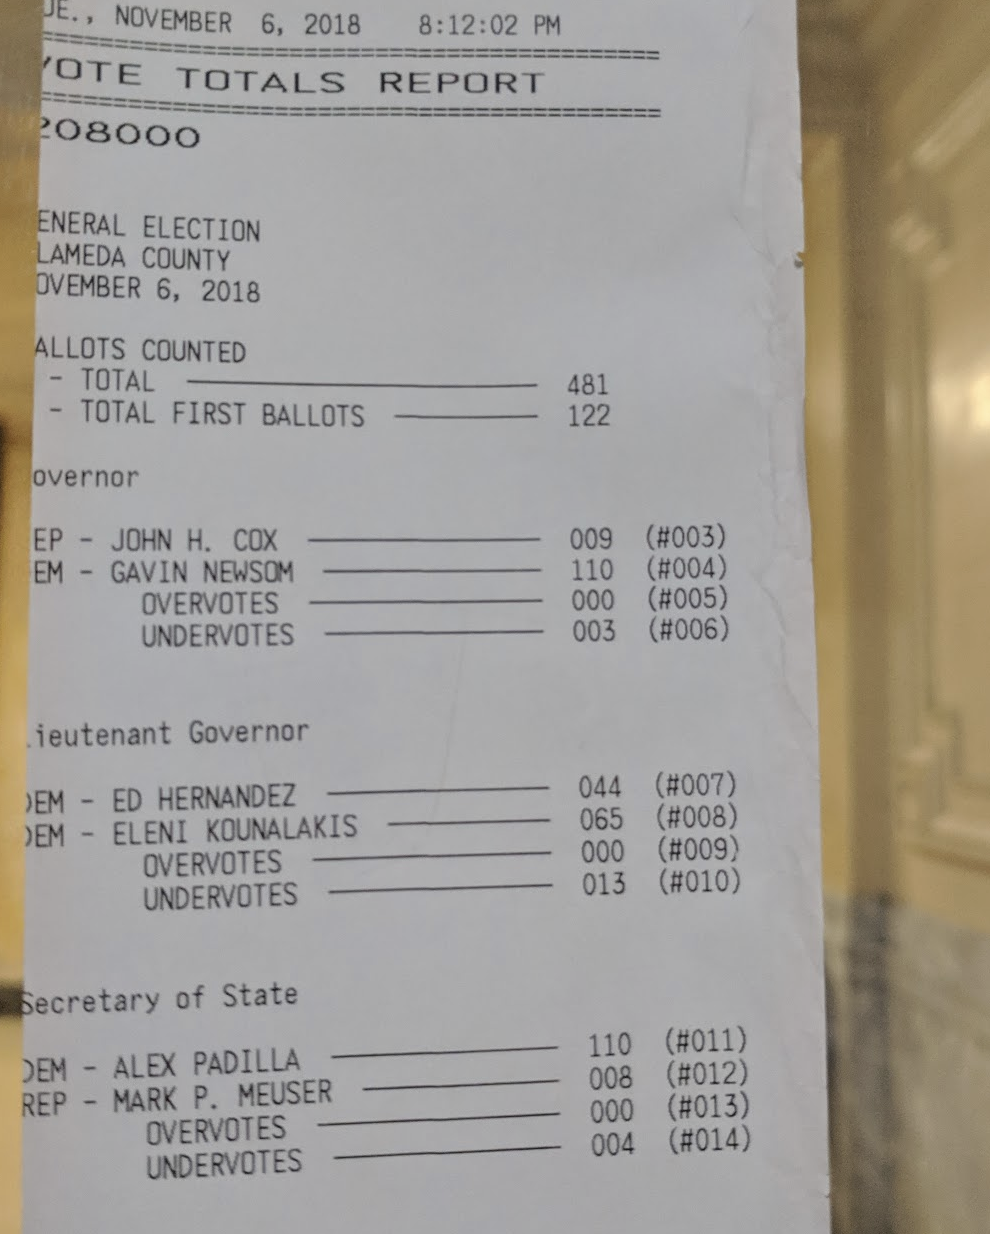 UE., NOVEMBER 6, 2018 8:12:02 PM
VOTE TOTALS REPORT
208000
ENERAL ELECTION
LAMEDA COUNTY
OVEMBER 6, 2018
ALLOTS COUNTED
- TOTAL 481
- TOTAL FIRST BALLOTS 122
overnor
EP - JOHN H. COX 009 (#003)
EM - GAVIN NEWSOM 110 (#004)
OVERVOTES 000 (#005)
UNDERVOTES 003 (#006)
Lieutenant Governor
DEM - ED HERNANDEZ 044 (#007)
DEM - ELENI KOUNALAKIS 065 (#008)
OVERVOTES 000 (#009)
UNDERVOTES 013 (#010)
Secretary of State
DEM - ALEX PADILLA 110 (#011)
REP - MARK P. MEUSER 008 (#012)
OVERVOTES 000 (#013)
UNDERVOTES 004 (#014)